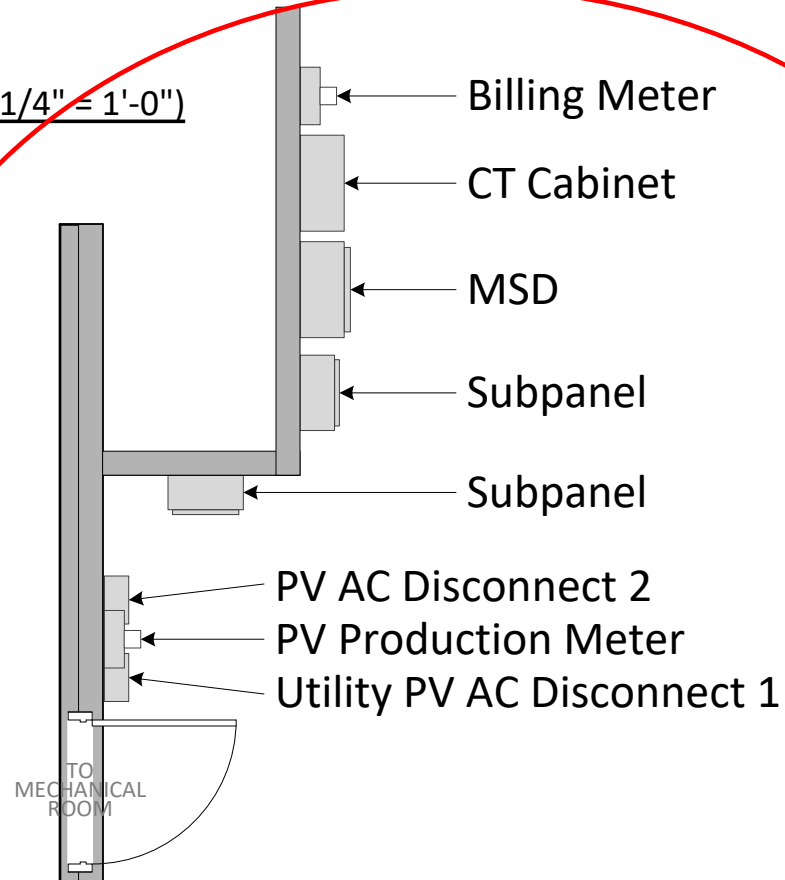 1/4" = 1'-0")
Billing Meter
CT Cabinet
MSD
Subpanel
Subpanel
PV AC Disconnect 2
PV Production Meter
Utility PV AC Disconnect 1
TO
MECHANICAL
ROOM